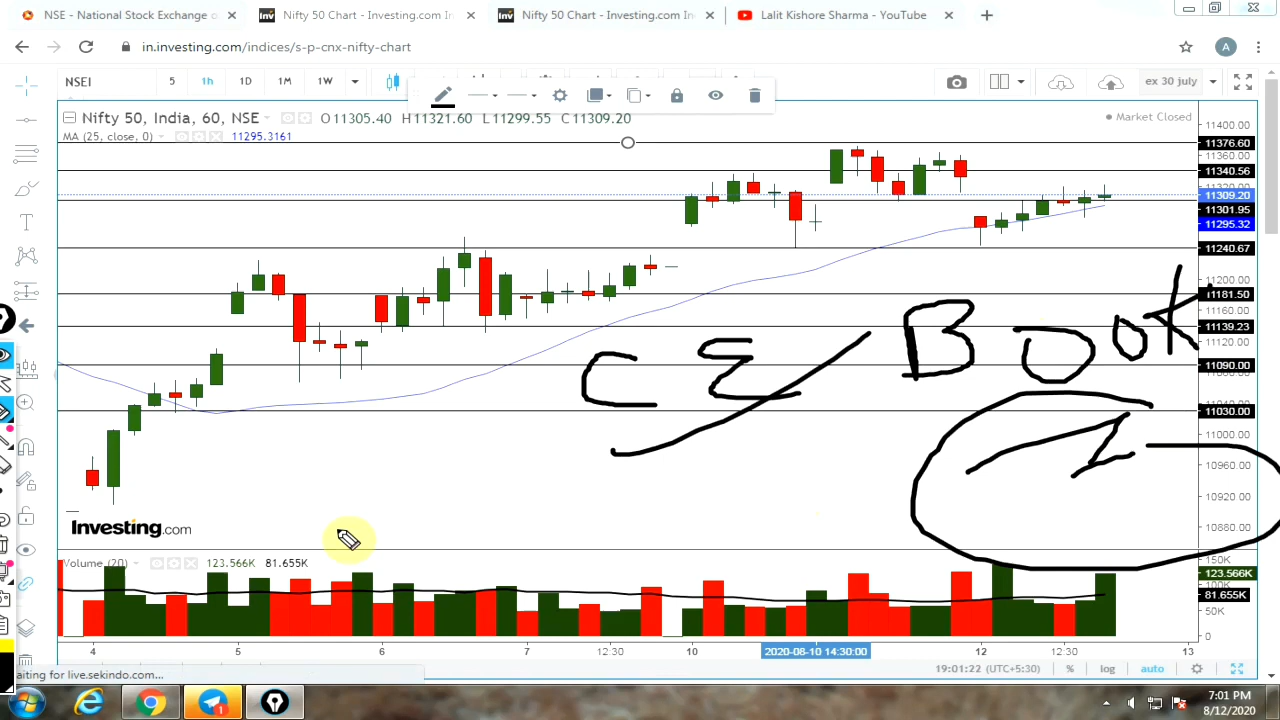 NSE - National Stock Exchange o
Nifty 50 Chart - Investing.com In
Nifty 50 Chart - Investing.com In
Lalit Kishore Sharma - YouTube
in.investing.com/indices/s-p-cnx-nifty-chart
A
NSEI 5 1h 1D 1M 1W
ex 30 july
Nifty 50, India, 60, NSE O11305.40 H11321.60 L11299.55 C11309.20
Market Closed
MA (25, close, 0) 11295.3161
11400.00
11376.60
11360.00
11340.56
11309.20
11301.95
11295.32
11240.67
11200.00
11181.50
11160.00
11139.23
11120.00
11090.00
11030.00
11000.00
10960.00
10920.00
10880.00
CE Book
Investing.com
Volume (20) 123.566K 81.655K
150K
123.566K
100K
81.655K
50K
0
4 5 6 7 12:30 10 2020-08-10 14:30:00 12 12:30 13
19:01:22 (UTC+5:30) % log auto
aiting for live.sekindo.com...
7:01 PM
8/12/2020